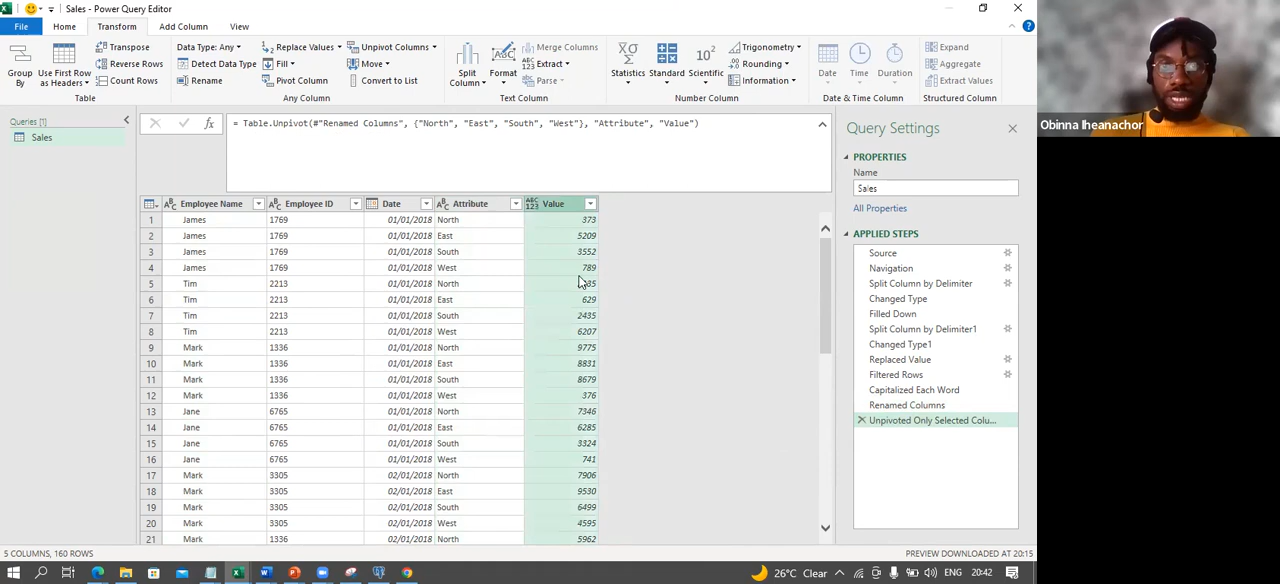 Sales - Power Query Editor
File Home Transform Add Column View
Group By
Use First Row as Headers
Transpose
Reverse Rows
Count Rows
Table
Data Type: Any
Detect Data Type
Rename
Replace Values
Fill
Pivot Column
Unpivot Columns
Move
Convert to List
Any Column
Split Column
Format
Merge Columns
Extract
Parse
Text Column
Statistics
Standard
Scientific
Trigonometry
Rounding
Information
Number Column
Date
Time
Duration
Date & Time Column
Expand
Aggregate
Extract Values
Structured Column
Obinna Iheanachor
Queries [1]
Sales
= Table.Unpivot(#"Renamed Columns", {"North", "East", "South", "West"}, "Attribute", "Value")
Employee Name Employee ID Date Attribute Value
1 James 1769 01/01/2018 North 373
2 James 1769 01/01/2018 East 5209
3 James 1769 01/01/2018 South 3552
4 James 1769 01/01/2018 West 789
5 Tim 2213 01/01/2018 North
6 Tim 2213 01/01/2018 East 629
7 Tim 2213 01/01/2018 South 2435
8 Tim 2213 01/01/2018 West 6207
9 Mark 1336 01/01/2018 North 9775
10 Mark 1336 01/01/2018 East 8831
11 Mark 1336 01/01/2018 South 8679
12 Mark 1336 01/01/2018 West 376
13 Jane 6765 01/01/2018 North 7346
14 Jane 6765 01/01/2018 East 6285
15 Jane 6765 01/01/2018 South 3324
16 Jane 6765 01/01/2018 West 741
17 Mark 3305 02/01/2018 North 7906
18 Mark 3305 02/01/2018 East 9530
19 Mark 3305 02/01/2018 South 6499
20 Mark 3305 02/01/2018 West 4595
21 Mark 1336 02/01/2018 North 5962
Query Settings
PROPERTIES
Name
Sales
All Properties
APPLIED STEPS
Source
Navigation
Split Column by Delimiter
Changed Type
Filled Down
Split Column by Delimiter1
Changed Type1
Replaced Value
Filtered Rows
Capitalized Each Word
Renamed Columns
Unpivoted Only Selected Colu...
5 COLUMNS, 160 ROWS
PREVIEW DOWNLOADED AT 20:15
26°C Clear
ENG 20:42